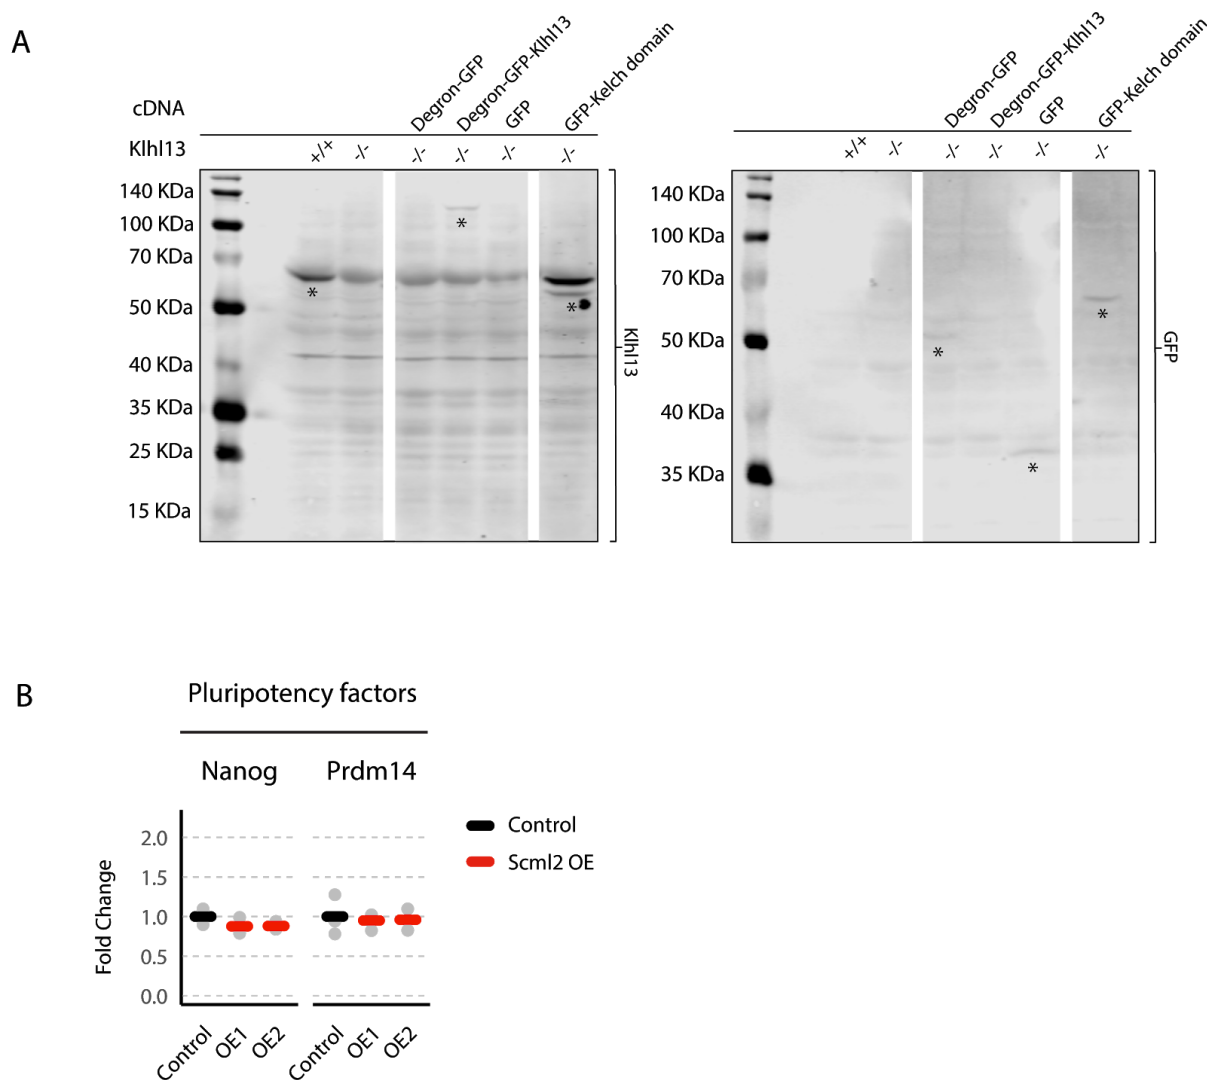 A
cDNA
Klhl13
Degron-GFP
Degron-GFP-Klhl13
GFP
GFP-Kelch domain
+/+
-/-
-/-
-/-
-/-
-/-
140 KDa
100 KDa
70 KDa
50 KDa
40 KDa
35 KDa
25 KDa
15 KDa
*
*
*
Klhl13
Degron-GFP
Degron-GFP-Klhl13
GFP
GFP-Kelch domain
+/+
-/-
-/-
-/-
-/-
-/-
140 KDa
100 KDa
70 KDa
50 KDa
40 KDa
35 KDa
*
*
*
GFP
B
Pluripotency factors
Nanog
Prdm14
Fold Change
2.0
1.5
1.0
0.5
0.0
Control
OE1
OE2
Control
OE1
OE2
Control
Scml2 OE